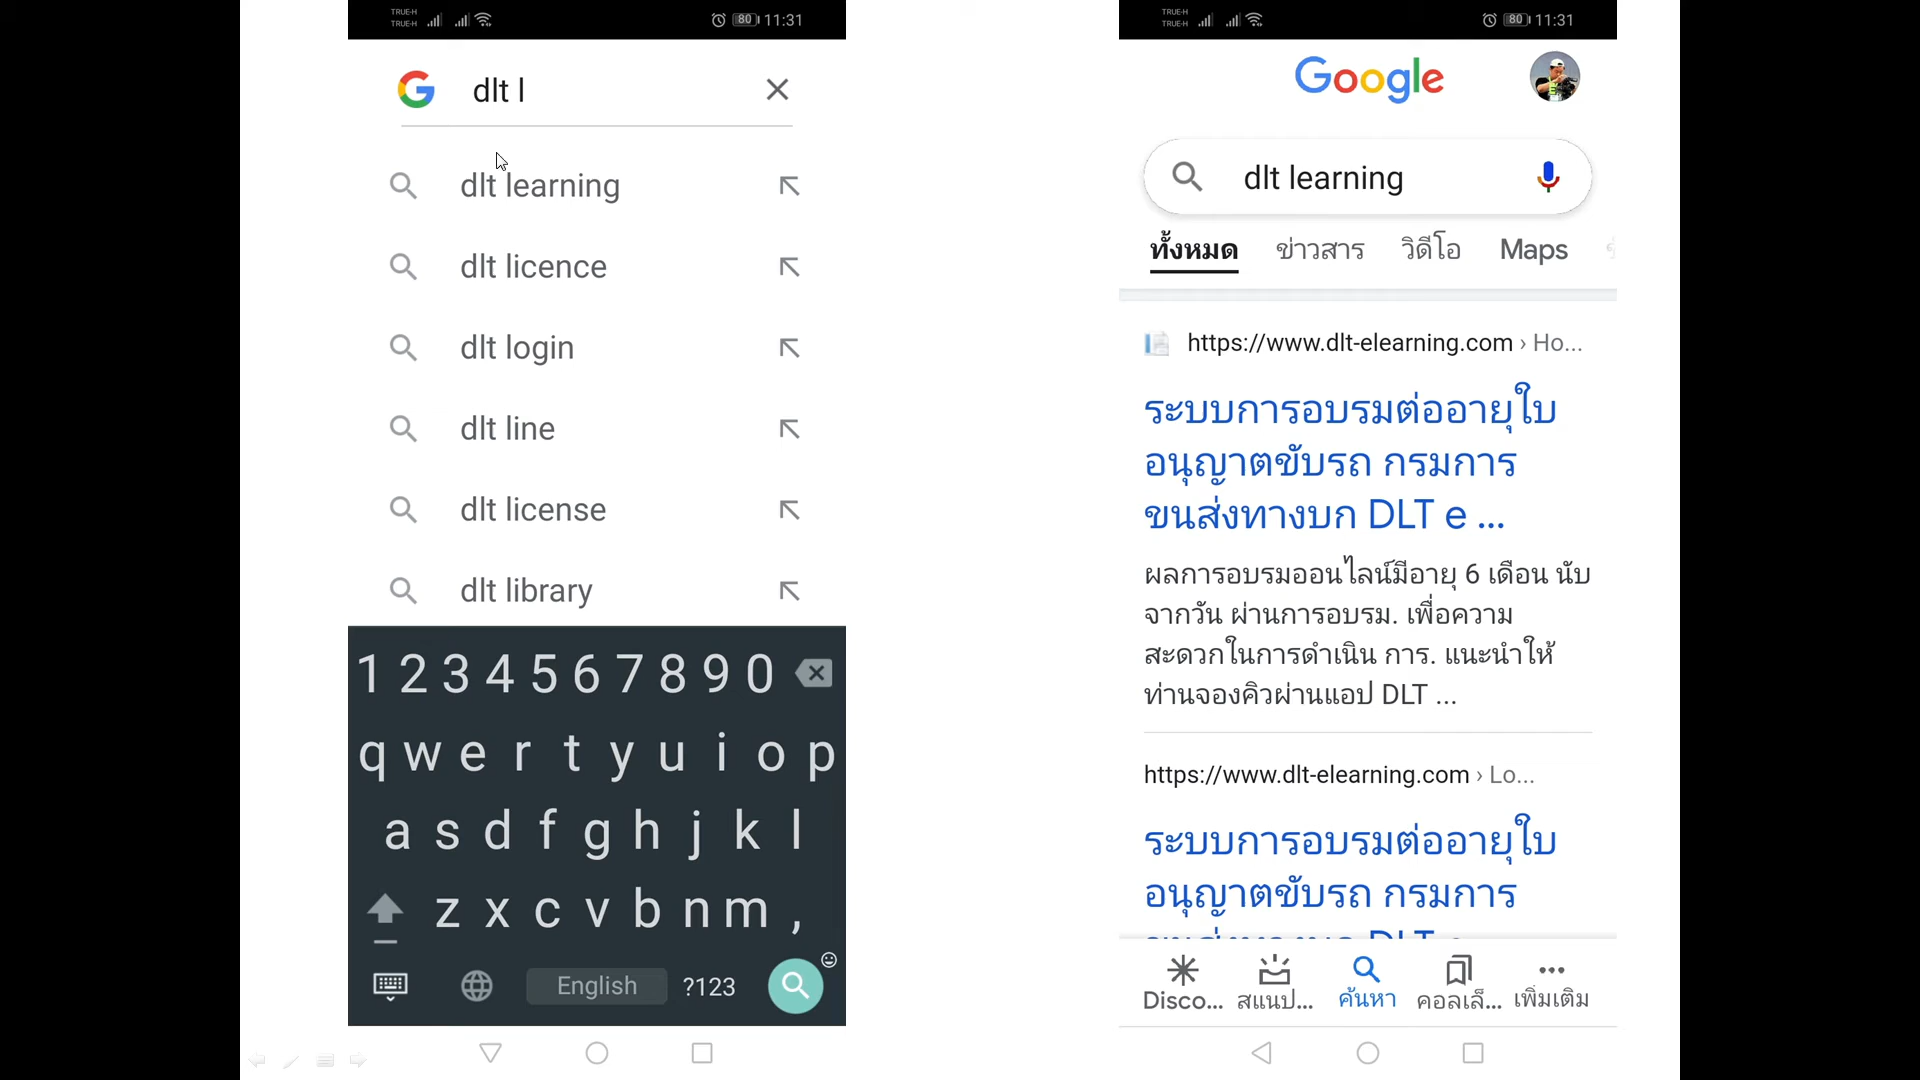 TRUE-H
TRUE-H
80
11:31
dlt l
dlt learning
dlt licence
dlt login
dlt line
dlt license
dlt library
1 2 3 4 5 6 7 8 9 0
q w e r t y u i o p
a s d f g h j k l
z x c v b n m ,
English
?123
TRUE-H
TRUE-H
80
11:31
Google
dlt learning
ทั้งหมด ข่าวสาร วิดีโอ Maps
https://www.dlt-elearning.com › Ho...
ระบบการอบรมต่ออายุใบ
อนุญาตขับรถ กรมการ
ขนส่งทางบก DLT e ...
ผลการอบรมออนไลน์มีอายุ 6 เดือน นับ
จากวัน ผ่านการอบรม. เพื่อความ
สะดวกในการดำเนิน การ. แนะนำให้
ท่านจองคิวผ่านแอป DLT ...
https://www.dlt-elearning.com › Lo...
ระบบการอบรมต่ออายุใบ
อนุญาตขับรถ กรมการ
Disco... สแนป... ค้นหา คอลเล็... เพิ่มเติม